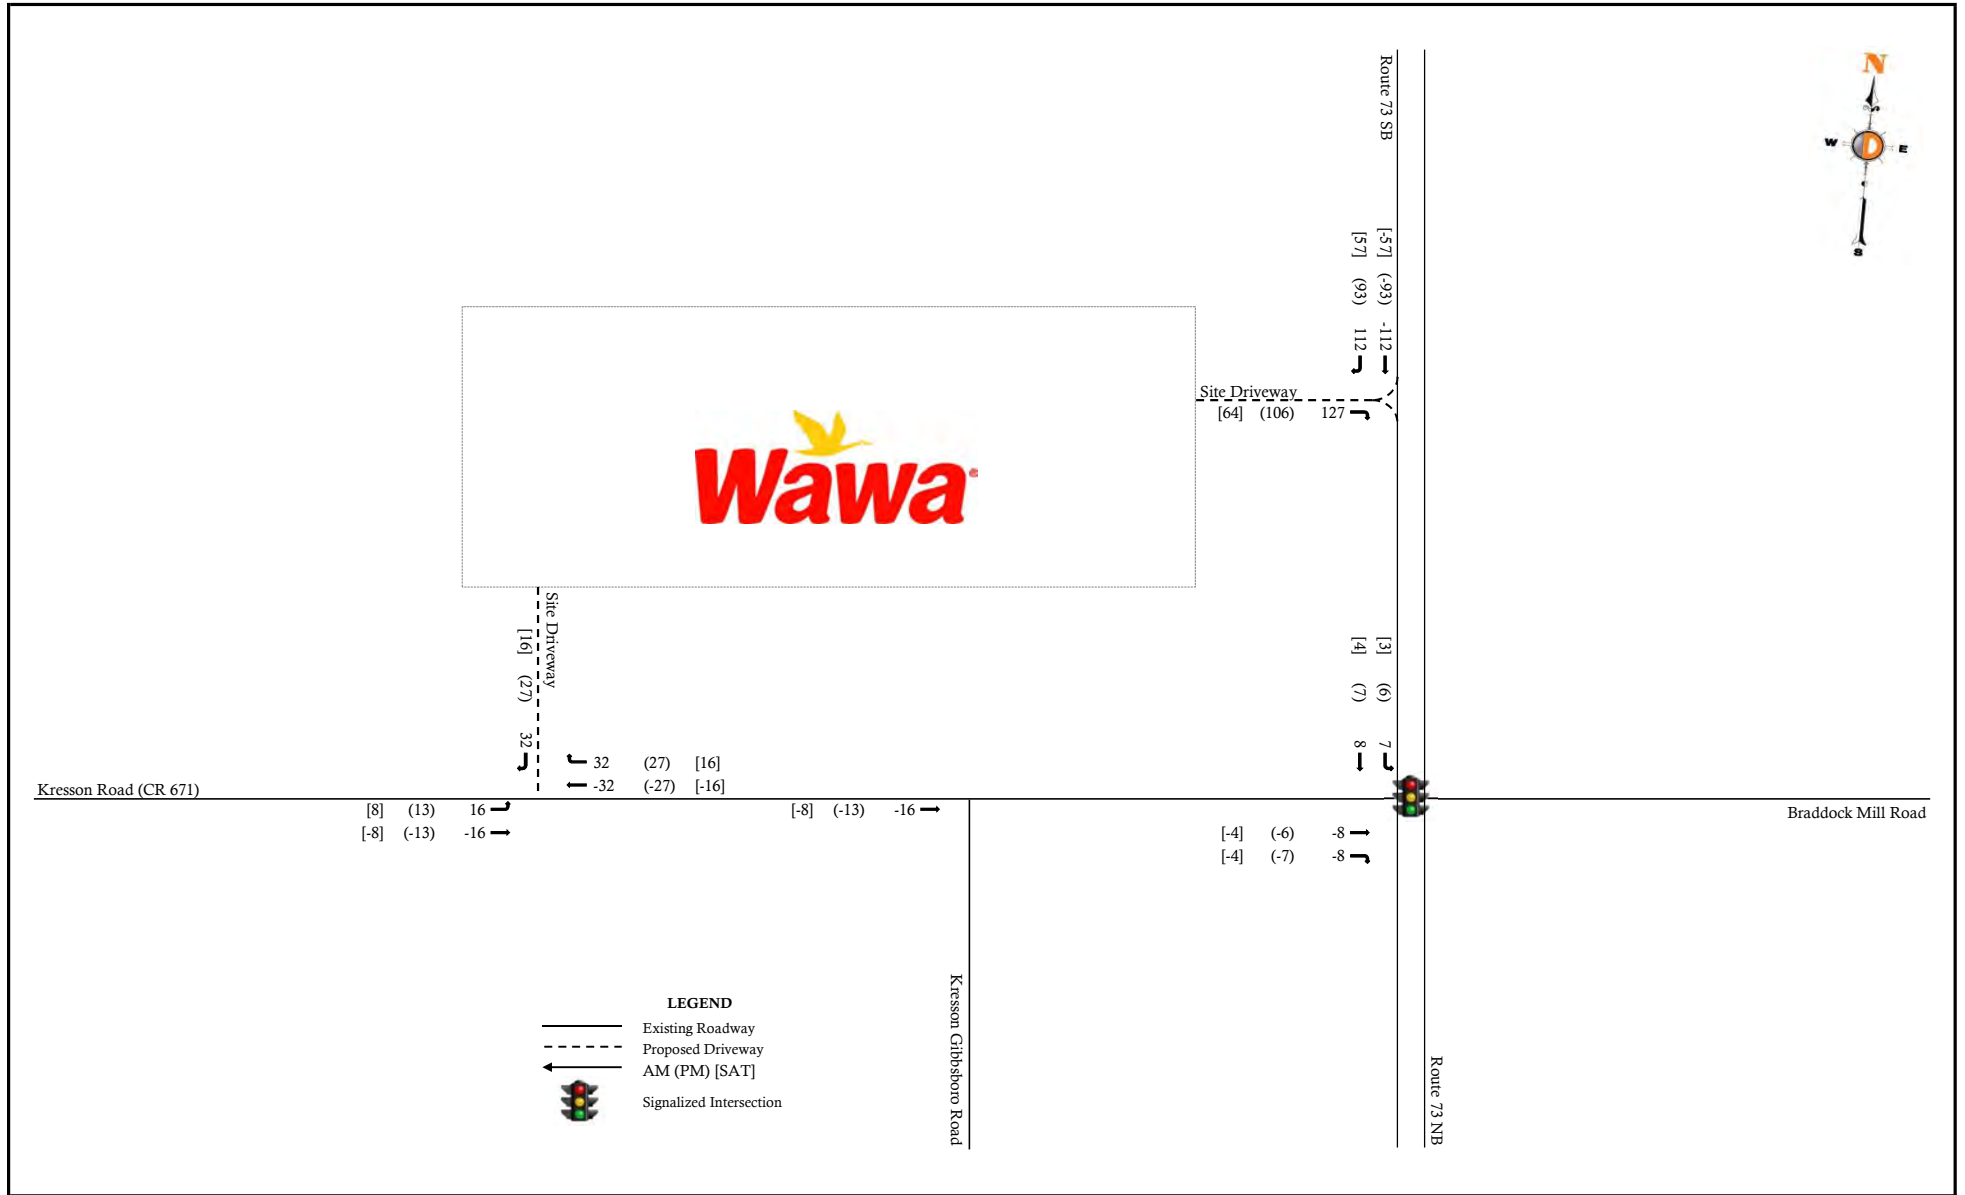 N
W
D
E
S
Route 73 SB
[-57] (-93) -112
[57] (93) 112
Site Driveway
[64] (106) 127
Wawa®
Site Driveway
[16] (27) 32
[3] (6) 7
[4] (7) 8
32 (27) [16]
-32 (-27) [-16]
Kresson Road (CR 671)
[8] (13) 16
[-8] (-13) -16
[-8] (-13) -16
Braddock Mill Road
[-4] (-6) -8
[-4] (-7) -8
Kresson Gibbsboro Road
Route 73 NB
LEGEND
Existing Roadway
Proposed Driveway
AM (PM) [SAT]
Signalized Intersection